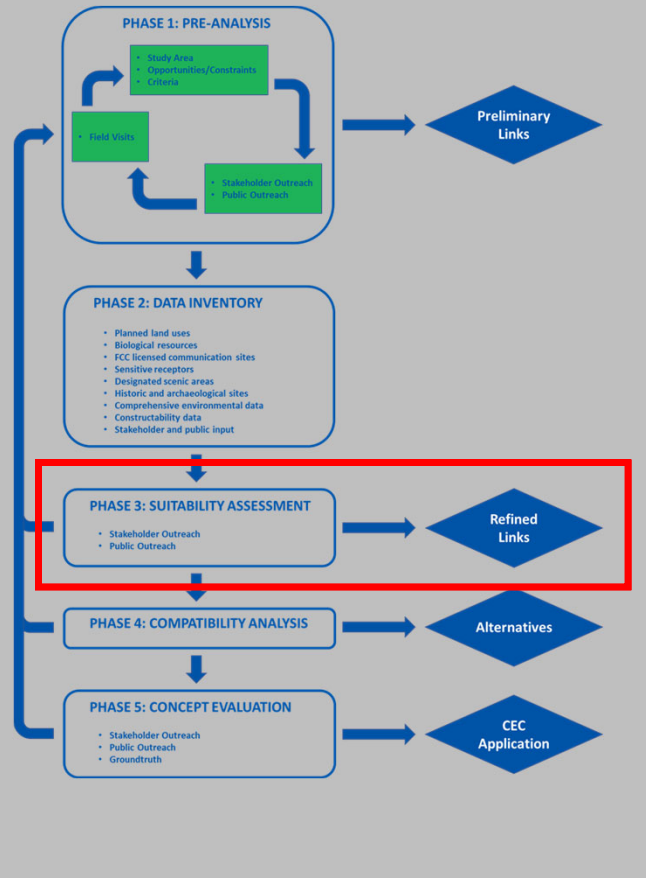 PHASE 1: PRE-ANALYSIS
• Study Area
• Opportunities/Constraints
• Criteria
• Field Visits
• Stakeholder Outreach
• Public Outreach
Preliminary
Links
PHASE 2: DATA INVENTORY
• Planned land uses
• Biological resources
• FCC licensed communication sites
• Sensitive receptors
• Designated scenic areas
• Historic and archaeological sites
• Comprehensive environmental data
• Constructability data
• Stakeholder and public input
PHASE 3: SUITABILITY ASSESSMENT
• Stakeholder Outreach
• Public Outreach
Refined
Links
PHASE 4: COMPATIBILITY ANALYSIS
Alternatives
PHASE 5: CONCEPT EVALUATION
• Stakeholder Outreach
• Public Outreach
• Groundtruth
CEC
Application